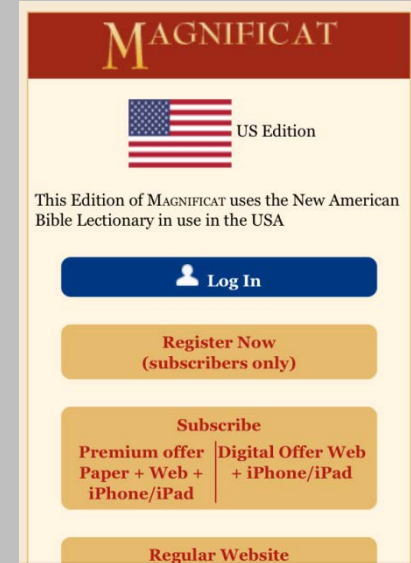 MAGNIFICAT
US Edition
This Edition of MAGNIFICAT uses the New American
Bible Lectionary in use in the USA
Log In
Register Now
(subscribers only)
Subscribe
Premium offer
Paper + Web +
iPhone/iPad
Digital Offer Web
+ iPhone/iPad
Regular Website